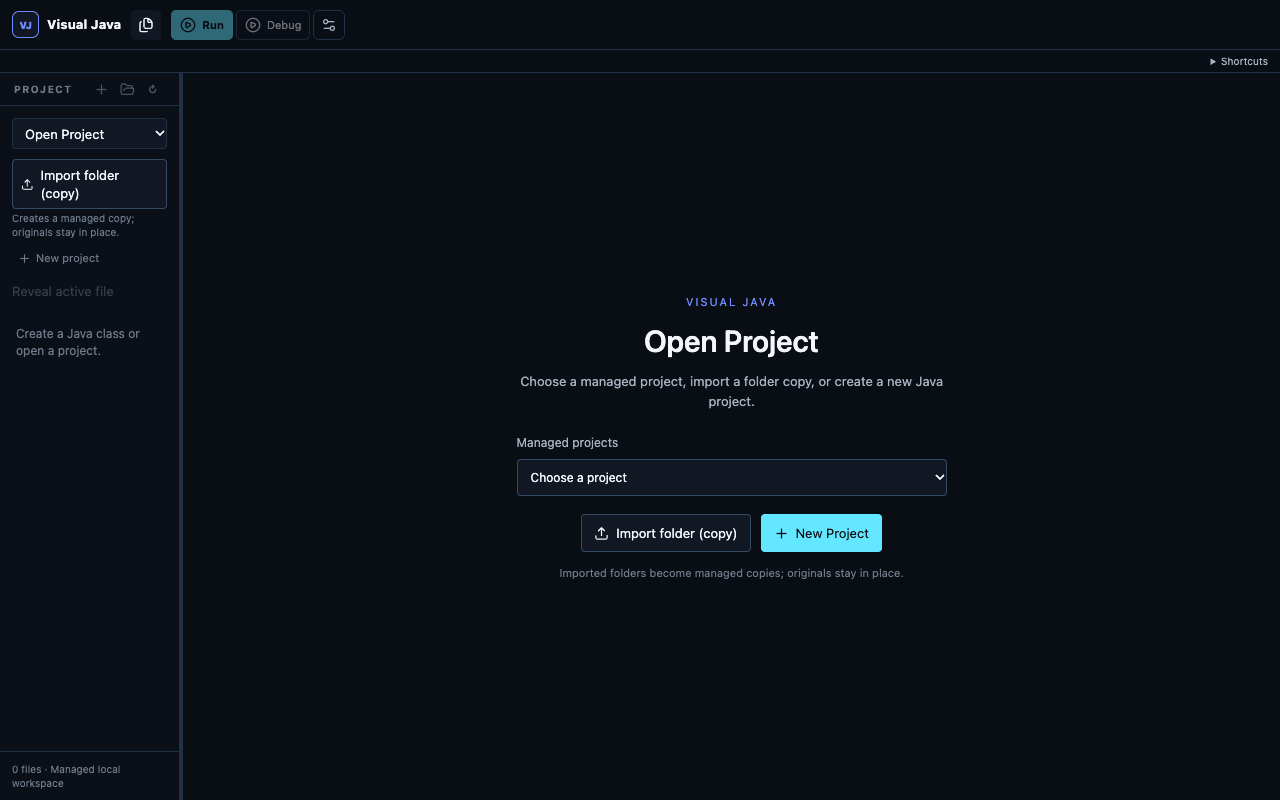 VJ Visual Java Run Debug
Shortcuts
PROJECT
Open Project
Import folder
(copy)
Creates a managed copy;
originals stay in place.
New project
Reveal active file
Create a Java class or
open a project.
0 files · Managed local
workspace
VISUAL JAVA
Open Project
Choose a managed project, import a folder copy, or create a new Java
project.
Managed projects
Choose a project
Import folder (copy) New Project
Imported folders become managed copies; originals stay in place.